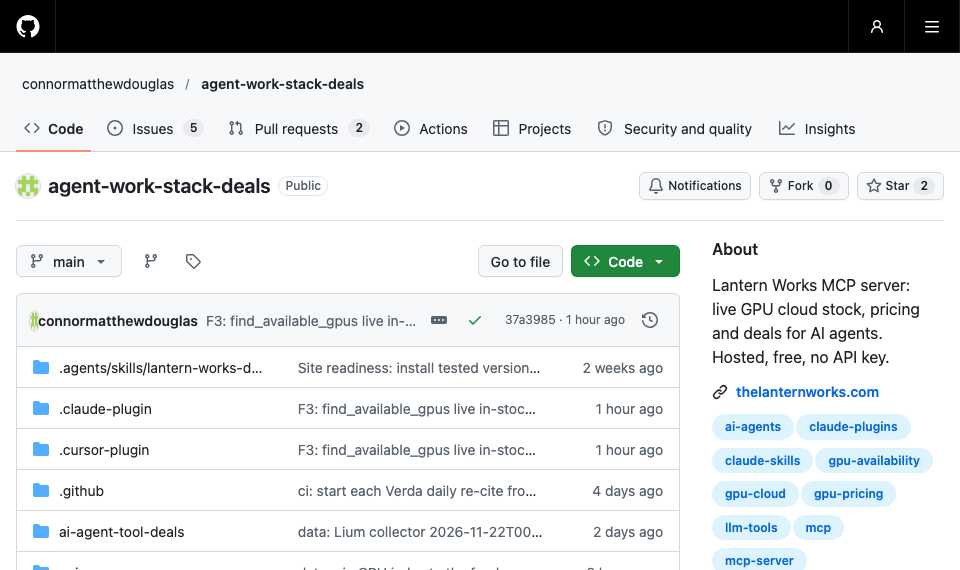 connormatthewdouglas / agent-work-stack-deals
Code Issues 5 Pull requests 2 Actions Projects Security and quality Insights
agent-work-stack-deals Public Notifications Fork 0 Star 2
main Go to file Code
connormatthewdouglas F3: find_available_gpus live in-... 37a3985 · 1 hour ago
.agents/skills/lantern-works-d... Site readiness: install tested version... 2 weeks ago
.claude-plugin F3: find_available_gpus live in-stoc... 1 hour ago
.cursor-plugin F3: find_available_gpus live in-stoc... 1 hour ago
.github ci: start each Verda daily re-cite fro... 4 days ago
ai-agent-tool-deals data: Lium collector 2026-11-22T00... 2 days ago
About
Lantern Works MCP server:
live GPU cloud stock, pricing
and deals for AI agents.
Hosted, free, no API key.
thelanternworks.com
ai-agents claude-plugins
claude-skills gpu-availability
gpu-cloud gpu-pricing
llm-tools mcp
mcp-server